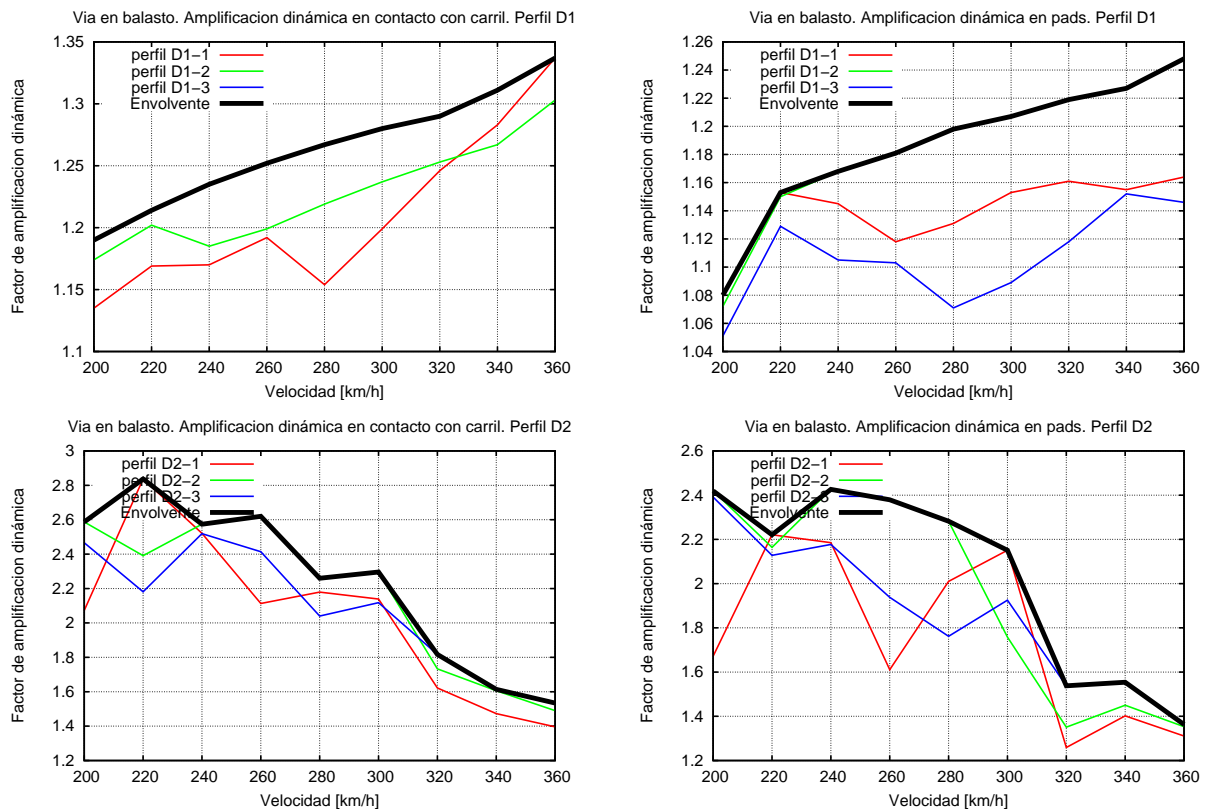 Via en balasto. Amplificacion dinámica en contacto con carril. Perfil D1
Factor de amplificacion dinámica
1.35
1.3
1.25
1.2
1.15
1.1
perfil D1−1
perfil D1−2
perfil D1−3
Envolvente
200 220 240 260 280 300 320 340 360
Velocidad [km/h]
Via en balasto. Amplificacion dinámica en pads. Perfil D1
Factor de amplificacion dinámica
1.26
1.24
1.22
1.2
1.18
1.16
1.14
1.12
1.1
1.08
1.06
1.04
perfil D1−1
perfil D1−2
perfil D1−3
Envolvente
200 220 240 260 280 300 320 340 360
Velocidad [km/h]
Via en balasto. Amplificacion dinámica en contacto con carril. Perfil D2
Factor de amplificacion dinámica
3
2.8
2.6
2.4
2.2
2
1.8
1.6
1.4
1.2
perfil D2−1
perfil D2−2
perfil D2−3
Envolvente
200 220 240 260 280 300 320 340 360
Velocidad [km/h]
Via en balasto. Amplificacion dinámica en pads. Perfil D2
Factor de amplificacion dinámica
2.6
2.4
2.2
2
1.8
1.6
1.4
1.2
perfil D2−1
perfil D2−2
perfil D2−3
Envolvente
200 220 240 260 280 300 320 340 360
Velocidad [km/h]